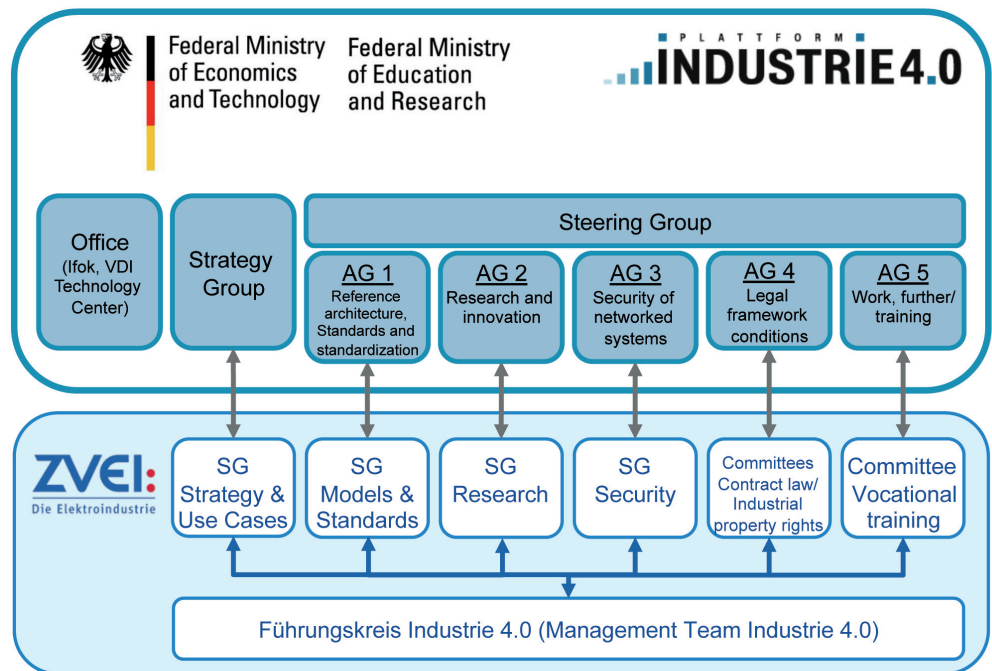 Federal Ministry
of Economics
and Technology
Federal Ministry
of Education
and Research
PLATTFORM
INDUSTRIE4.0
Office
(Ifok, VDI
Technology
Center)
Strategy
Group
Steering Group
AG 1
Reference
architecture,
Standards and
standardization
AG 2
Research and
innovation
AG 3
Security of
networked
systems
AG 4
Legal
framework
conditions
AG 5
Work, further/
training
ZVEI:
Die Elektroindustrie
SG
Strategy &
Use Cases
SG
Models &
Standards
SG
Research
SG
Security
Committees
Contract law/
Industrial
property rights
Committee
Vocational
training
Führungskreis Industrie 4.0 (Management Team Industrie 4.0)